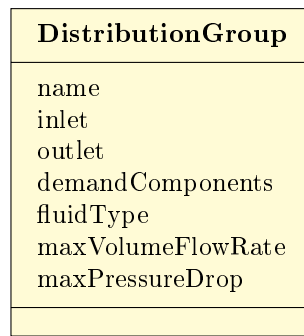 DistributionGroup
name
inlet
outlet
demandComponents
fluidType
maxVolumeFlowRate
maxPressureDrop